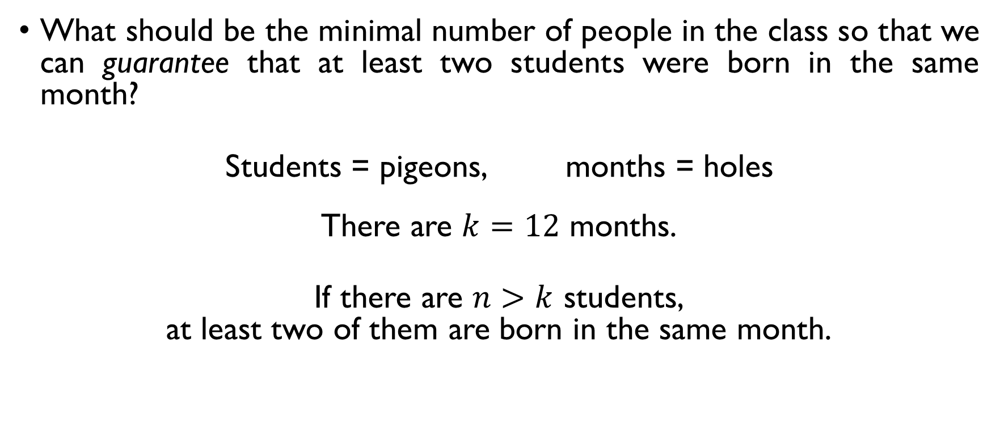 • What should be the minimal number of people in the class so that we
can guarantee that at least two students were born in the same
month?
Students = pigeons, months = holes
There are k = 12 months.
If there are n > k students,
at least two of them are born in the same month.